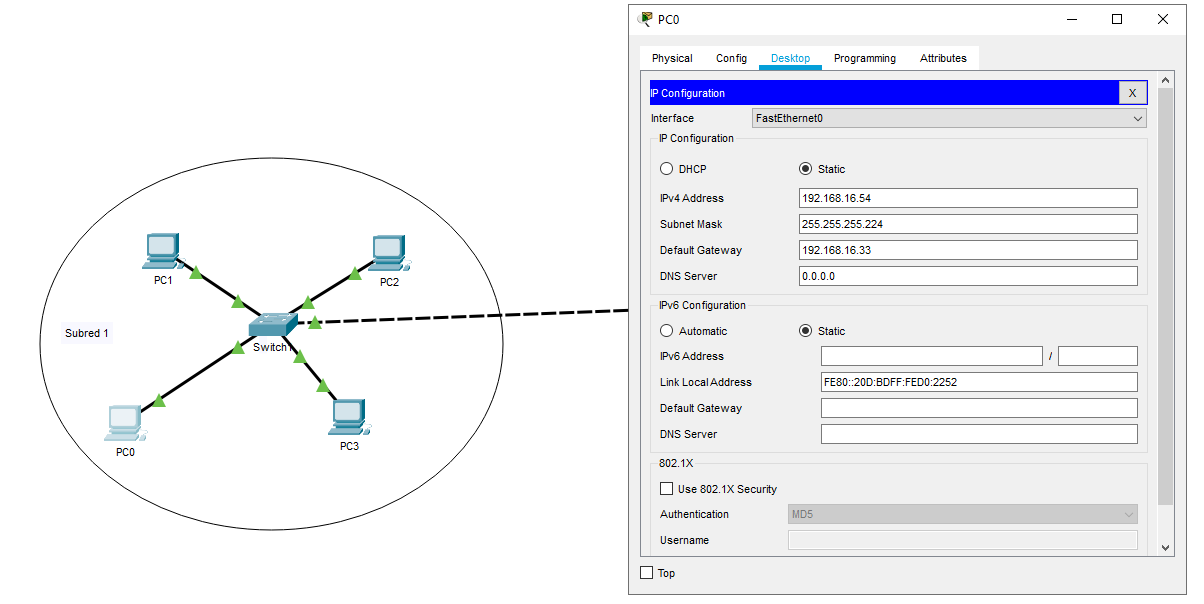 PC0
Physical Config Desktop Programming Attributes
IP Configuration X
Interface FastEthernet0
IP Configuration
DHCP Static
IPv4 Address 192.168.16.54
Subnet Mask 255.255.255.224
Default Gateway 192.168.16.33
DNS Server 0.0.0.0
IPv6 Configuration
Automatic Static
IPv6 Address /
Link Local Address FE80::20D:BDFF:FED0:2252
Default Gateway
DNS Server
802.1X
Use 802.1X Security
Authentication MD5
Username
Top
PC1
PC2
Subred 1
Switch1
PC0
PC3